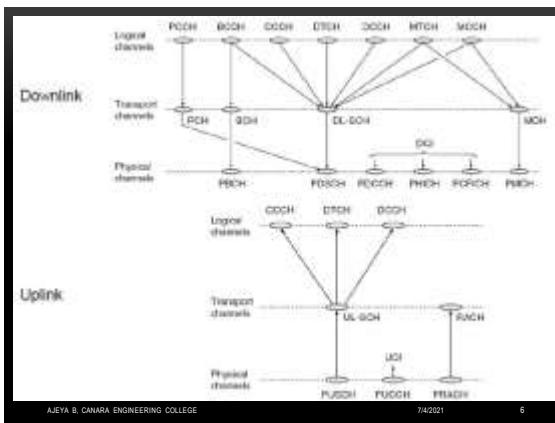 PCCH BCCH CCCH DTCH DCCH MTCH MCCH
Logical
channels
Downlink
Transport
channels
PCH BCH DL-SCH MCH
DCI
Physical
channels
PBCH PDSCH PDCCH PHICH PCFICH PMCH
CCCH DTCH DCCH
Logical
channels
Uplink
Transport
channels
UL-SCH RACH
UCI
Physical
channels
PUSCH PUCCH PRACH
AJEYA B, CANARA ENGINEERING COLLEGE 7/4/2021 6